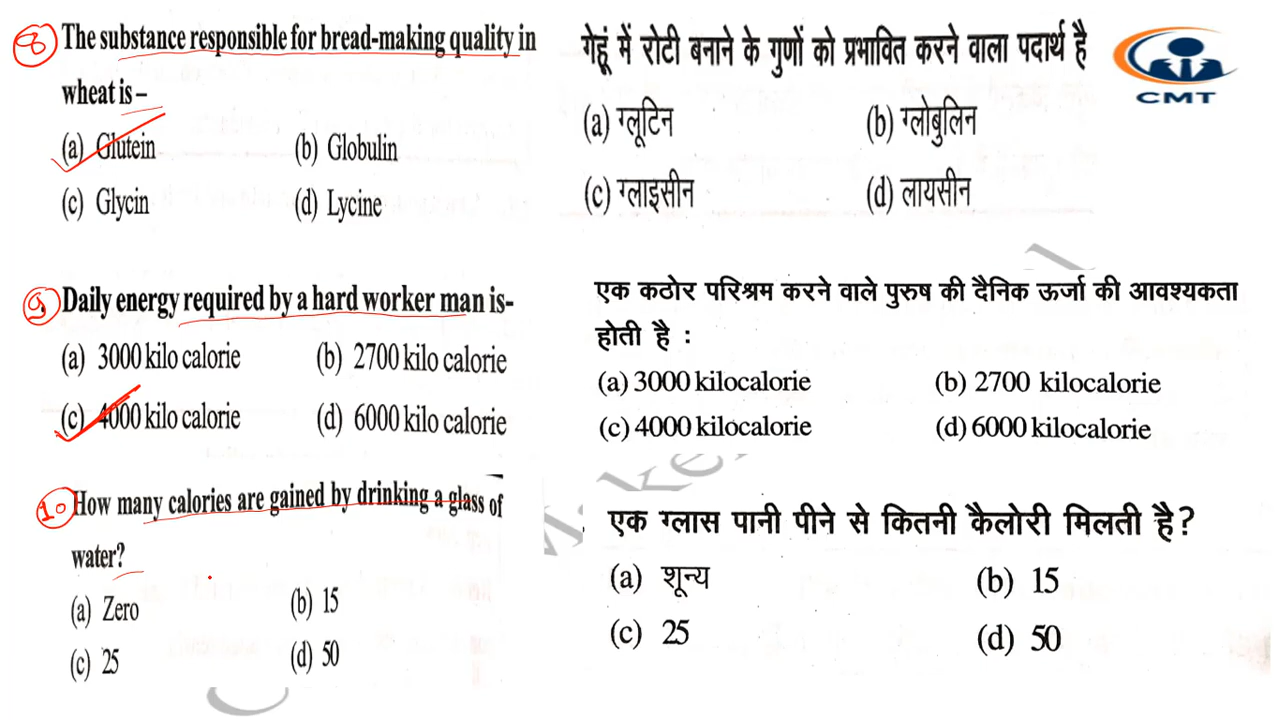 8 The substance responsible for bread-making quality in
wheat is –
(a) Glutein (b) Globulin
(c) Glycin (d) Lycine
गेहूं में रोटी बनाने के गुणों को प्रभावित करने वाला पदार्थ है
(a) ग्लूटिन (b) ग्लोबुलिन
(c) ग्लाइसीन (d) लायसीन
CMT
9 Daily energy required by a hard worker man is-
(a) 3000 kilo calorie (b) 2700 kilo calorie
(c) 4000 kilo calorie (d) 6000 kilo calorie
एक कठोर परिश्रम करने वाले पुरुष की दैनिक ऊर्जा की आवश्यकता
होती है :
(a) 3000 kilocalorie (b) 2700 kilocalorie
(c) 4000 kilocalorie (d) 6000 kilocalorie
10 How many calories are gained by drinking a glass of
water?
(a) Zero (b) 15
(c) 25 (d) 50
एक ग्लास पानी पीने से कितनी कैलोरी मिलती है?
(a) शून्य (b) 15
(c) 25 (d) 50